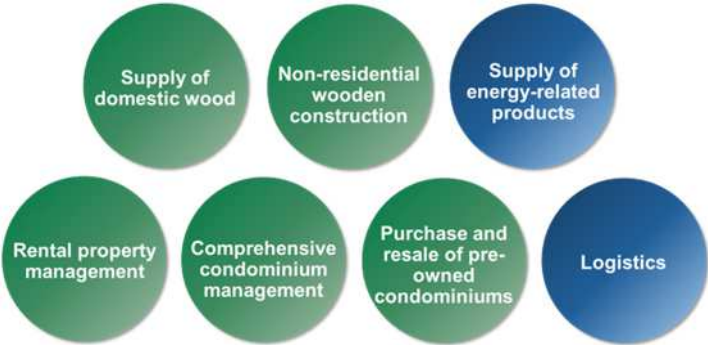 Supply of
domestic wood
Non-residential
wooden
construction
Supply of
energy-related
products
Rental property
management
Comprehensive
condominium
management
Purchase and
resale of pre-
owned
condominiums
Logistics